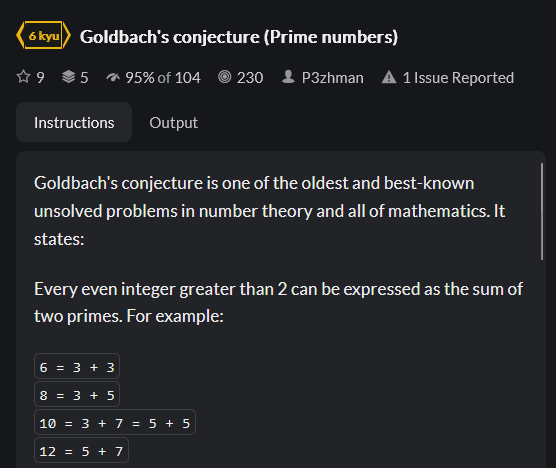 6 kyu Goldbach's conjecture (Prime numbers)
9 5 95% of 104 230 P3zhman 1 Issue Reported
Instructions Output
Goldbach's conjecture is one of the oldest and best-known
unsolved problems in number theory and all of mathematics. It
states:
Every even integer greater than 2 can be expressed as the sum of
two primes. For example:
6 = 3 + 3
8 = 3 + 5
10 = 3 + 7 = 5 + 5
12 = 5 + 7